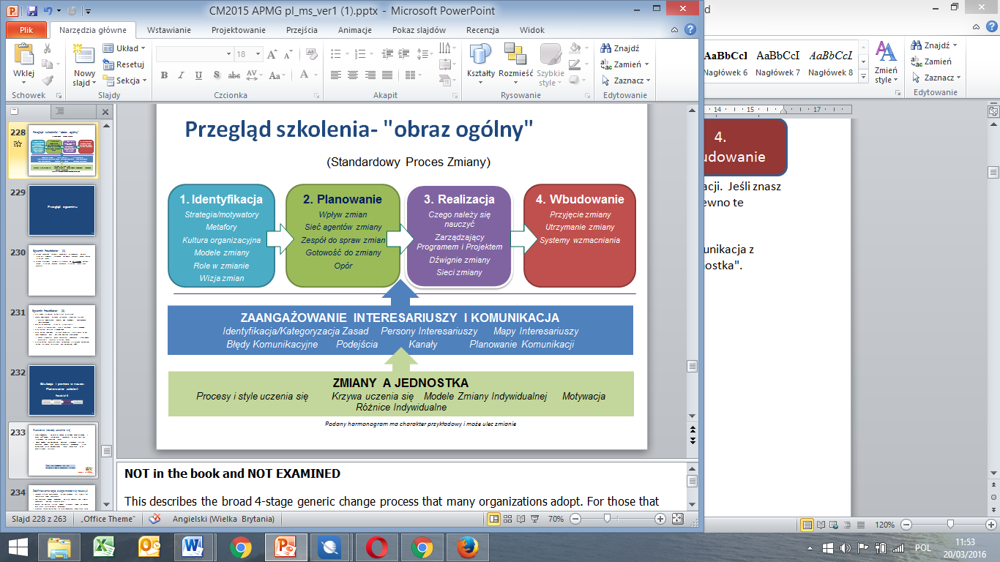 CM2015 APMG pl_ms_ver1 (1).pptx - Microsoft PowerPoint
Plik
Narzędzia główne
Wstawianie
Projektowanie
Przejścia
Animacje
Pokaz slajdów
Recenzja
Widok
Wklej
Schowek
Nowy slajd
Układ
Resetuj
Sekcja
Slajdy
18
Czcionka
Akapit
Kształty
Rozmieść
Szybkie style
Rysowanie
Znajdź
Zamień
Zaznacz
Edytowanie
AaBbCcI AaBbCcI AaBbCcI
Nagłówek 6 Nagłówek 7 Nagłówek 8
Zmień style
Znajdź
Zamień
Zaznacz
Edytowanie
228
229
Przegląd egzaminu
230
231
232
233
234
Przegląd szkolenia- "obraz ogólny"
(Standardowy Proces Zmiany)
1. Identyfikacja
Strategia/motywatory
Metafory
Kultura organizacyjna
Modele zmiany
Role w zmianie
Wizja zmian
2. Planowanie
Wpływ zmian
Sieć agentów zmiany
Zespół do spraw zmian
Gotowość do zmiany
Opór
3. Realizacja
Czego należy się
nauczyć
Zarządzający
Programem i Projektem
Dźwignie zmiany
Sieci zmiany
4. Wbudowanie
Przyjęcie zmiany
Utrzymanie zmiany
Systemy wzmacniania
ZAANGAŻOWANIE INTERESARIUSZY I KOMUNIKACJA
Identyfikacja/Kategoryzacja Zasad Persony Interesariuszy Mapy Interesariuszy
Błędy Komunikacyjne Podejścia Kanały Planowanie Komunikacji
ZMIANY A JEDNOSTKA
Procesy i style uczenia się Krzywa uczenia się Modele Zmiany Indywidualnej Motywacja
Różnice Indywidualne
Podany harmonogram ma charakter przykładowy i może ulec zmianie
NOT in the book and NOT EXAMINED
This describes the broad 4-stage generic change process that many organizations adopt. For those that
Slajd 228 z 263
„Office Theme”
Angielski (Wielka Brytania)
70%
14 15 17
4.
udowanie
acji. Jeśli znasz
ewno te
unikacja z
nostka".
120%
POL
11:53
20/03/2016